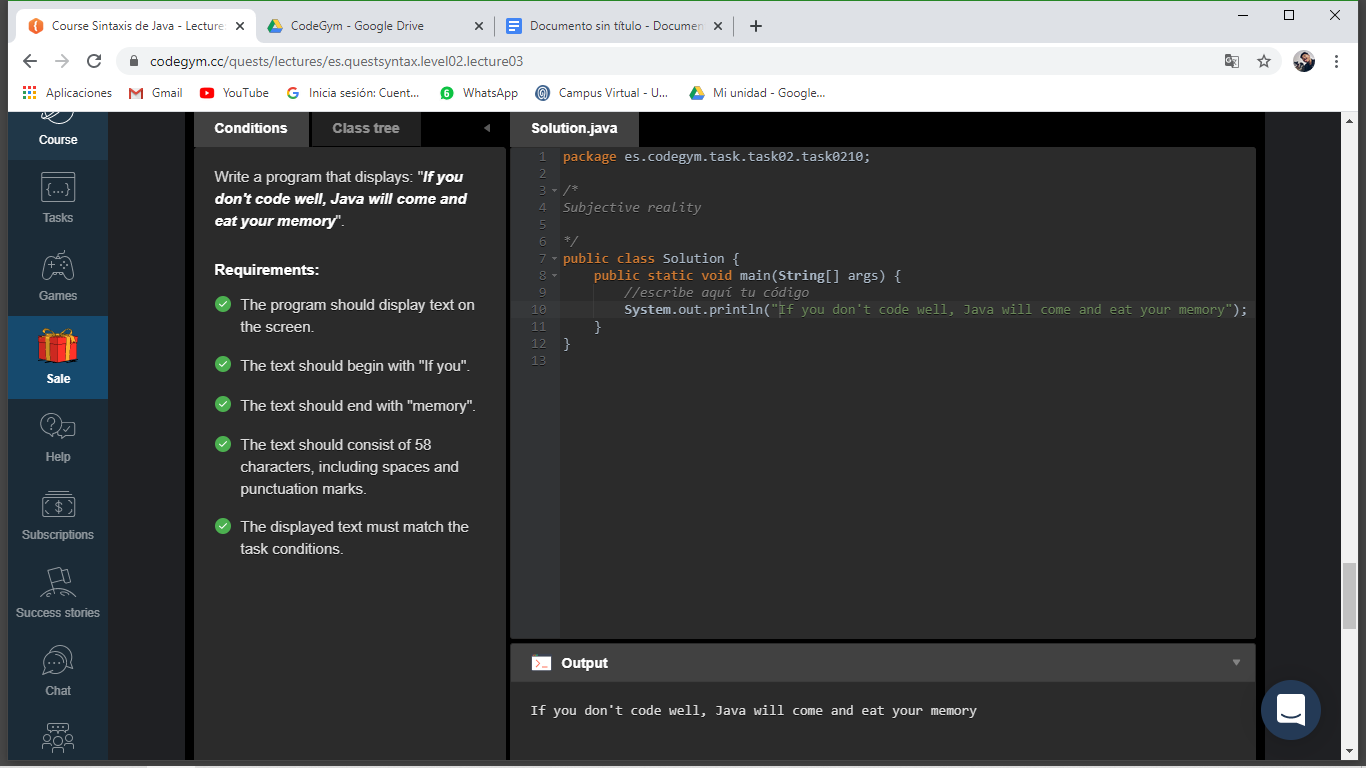 Course Sintaxis de Java - Lecture
CodeGym - Google Drive
Documento sin título - Documen
codegym.cc/quests/lectures/es.questsyntax.level02.lecture03
Aplicaciones
Gmail
YouTube
Inicia sesión: Cuent...
WhatsApp
Campus Virtual - U...
Mi unidad - Google...
Course
Tasks
Games
Sale
Help
Subscriptions
Success stories
Chat
Conditions
Class tree
Write a program that displays: "If you
don't code well, Java will come and
eat your memory".
Requirements:
The program should display text on
the screen.
The text should begin with "If you".
The text should end with "memory".
The text should consist of 58
characters, including spaces and
punctuation marks.
The displayed text must match the
task conditions.
Solution.java
1 package es.codegym.task.task02.task0210;
2
3 /*
4 Subjective reality
5
6 */
7 public class Solution {
8 public static void main(String[] args) {
9 //escribe aquí tu código
10 System.out.println("If you don't code well, Java will come and eat your memory");
11 }
12 }
13
Output
If you don't code well, Java will come and eat your memory